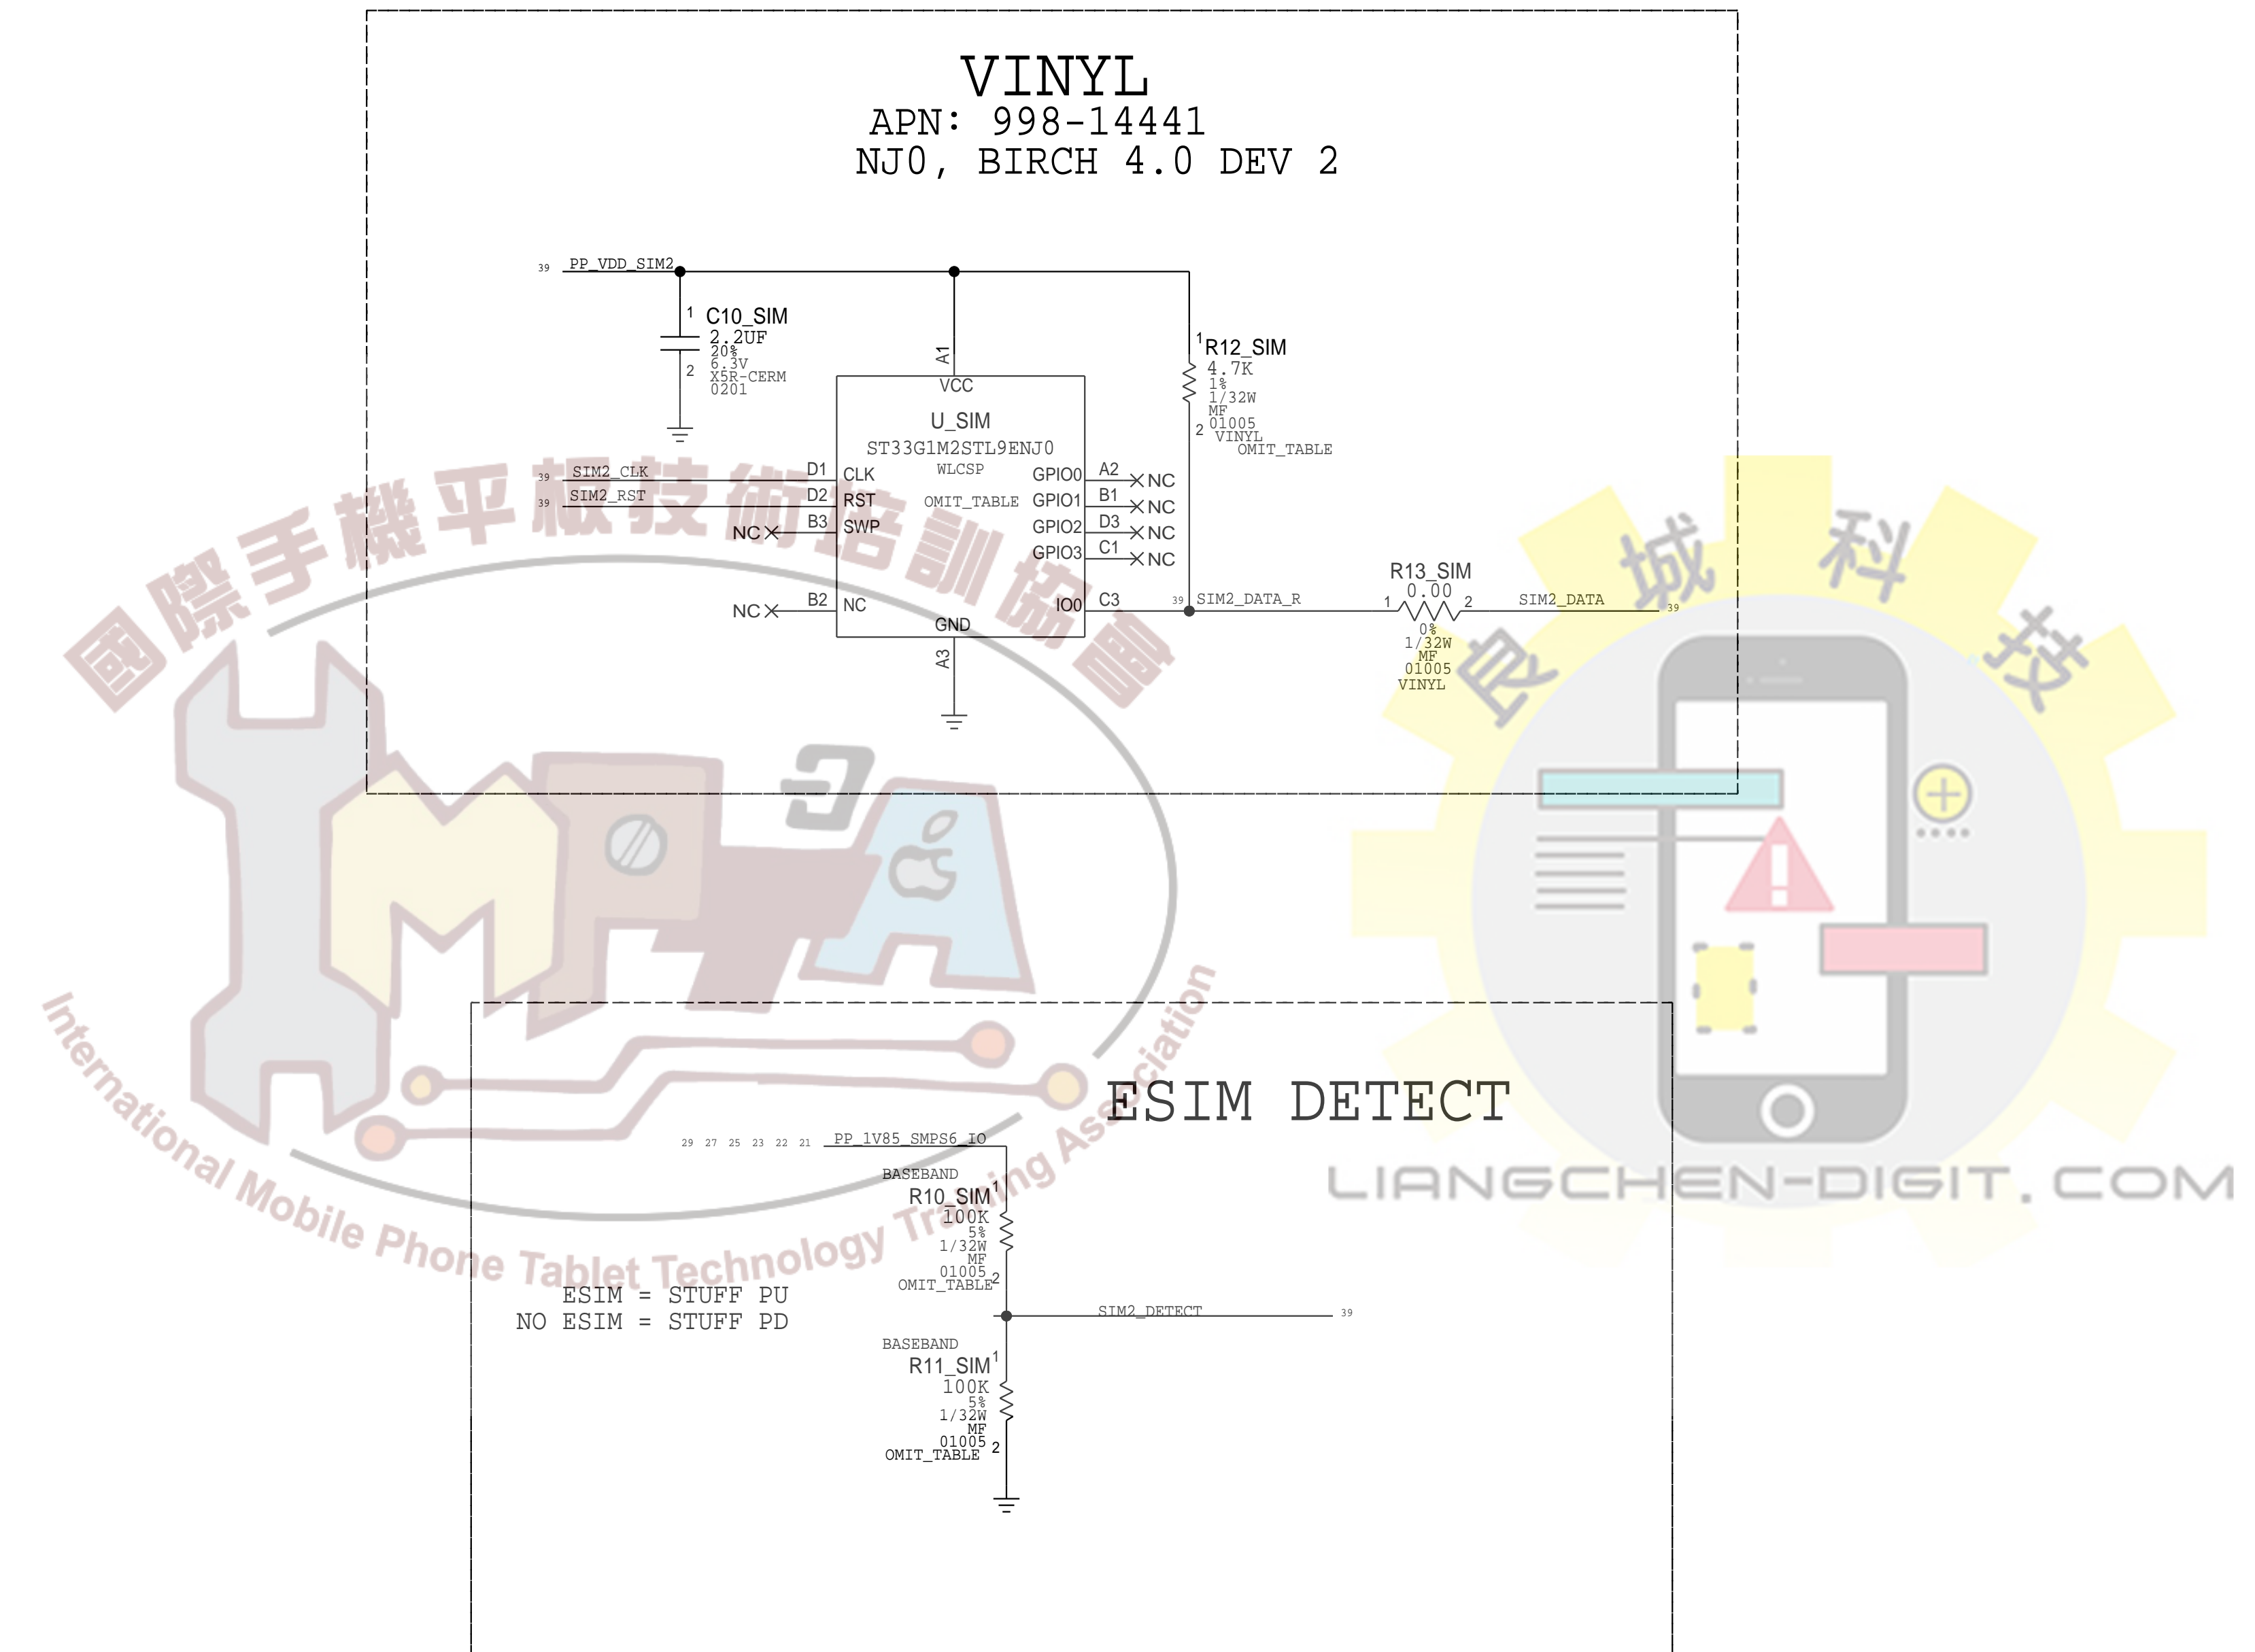 VINYL
APN: 998-14441
NJ0, BIRCH 4.0 DEV 2
39 PP_VDD_SIM2
1 C10_SIM
2.2UF
20%
6.3V
2 X5R-CERM
0201
A1
VCC
1 R12_SIM
4.7K
1%
1/32W
MF
01005
2 VINYL
OMIT_TABLE
U_SIM
ST33G1M2STL9ENJ0
WLCSP
OMIT_TABLE
39 SIM2_CLK D1 CLK
39 SIM2_RST D2 RST
NC B3 SWP
NC B2 NC
GPIO0 A2 NC
GPIO1 B1 NC
GPIO2 D3 NC
GPIO3 C1 NC
IO0 C3 39 SIM2_DATA_R
GND
A3
R13_SIM
0.00
1 2 SIM2_DATA 39
0%
1/32W
MF
01005
VINYL
國際手機平板技術培訓協會
International Mobile Phone Tablet Technology Training Association
良城科技
LIANGCHEN-DIGIT.COM
ESIM DETECT
29 27 25 23 22 21 PP_1V85_SMPS6_IO
BASEBAND
R10_SIM 1
100K
5%
1/32W
MF
01005
OMIT_TABLE 2
ESIM = STUFF PU
NO ESIM = STUFF PD
SIM2_DETECT 39
BASEBAND
R11_SIM 1
100K
5%
1/32W
MF
01005 2
OMIT_TABLE